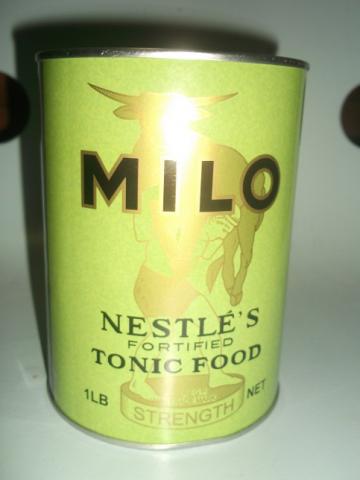 MILO
NESTLÉ'S
FORTIFIED
TONIC FOOD
1LB NET
STRENGTH